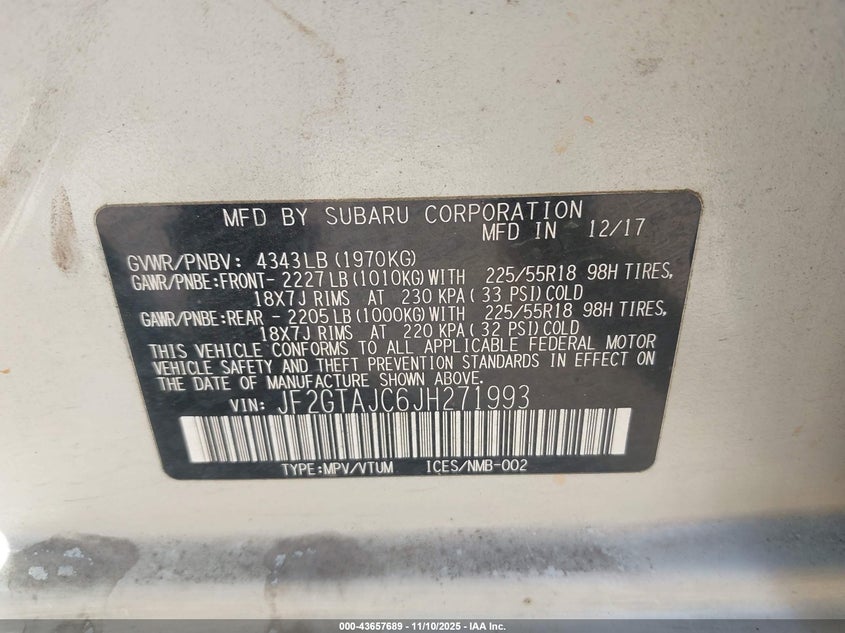 MFD BY SUBARU CORPORATION
MFD IN 12/17
GVWR/PNBV: 4343LB(1970KG)
GAWR/PNBE:FRONT- 2227LB(1010KG)WITH 225/55R18 98H TIRES,
18X7J RIMS AT 230 KPA(33 PSI)COLD
GAWR/PNBE:REAR - 2205LB(1000KG)WITH 225/55R18 98H TIRES,
18X7J RIMS AT 220 KPA(32 PSI)COLD
THIS VEHICLE CONFORMS TO ALL APPLICABLE FEDERAL MOTOR
VEHICLE SAFETY AND THEFT PREVENTION STANDARDS IN EFFECT ON
THE DATE OF MANUFACTURE SHOWN ABOVE.
VIN: JF2GTAJC6JH271993
TYPE:MPV/VTUM ICES/NMB-002
000-43657689 - 11/10/2025 - IAA Inc.